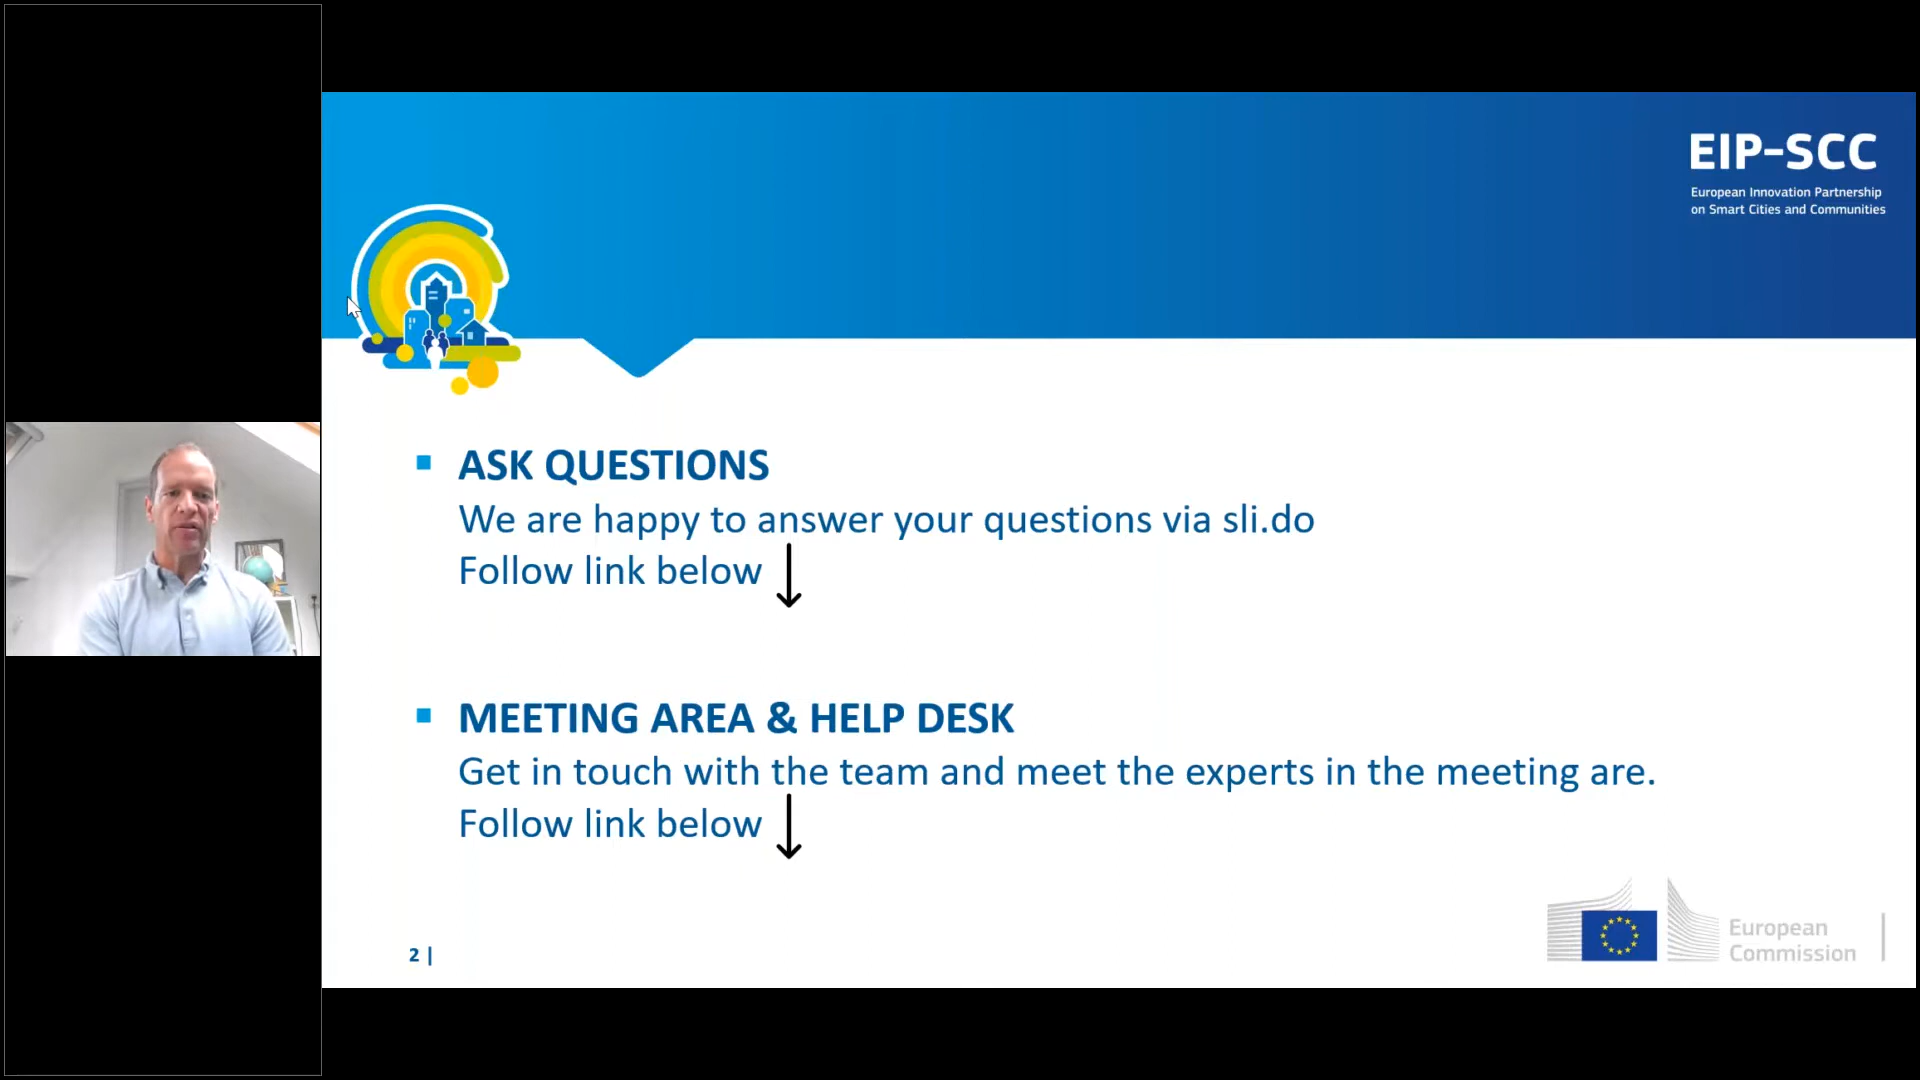 EIP-SCC
European Innovation Partnership
on Smart Cities and Communities
ASK QUESTIONS
We are happy to answer your questions via sli.do
Follow link below
MEETING AREA & HELP DESK
Get in touch with the team and meet the experts in the meeting are.
Follow link below
European
Commission
2 |